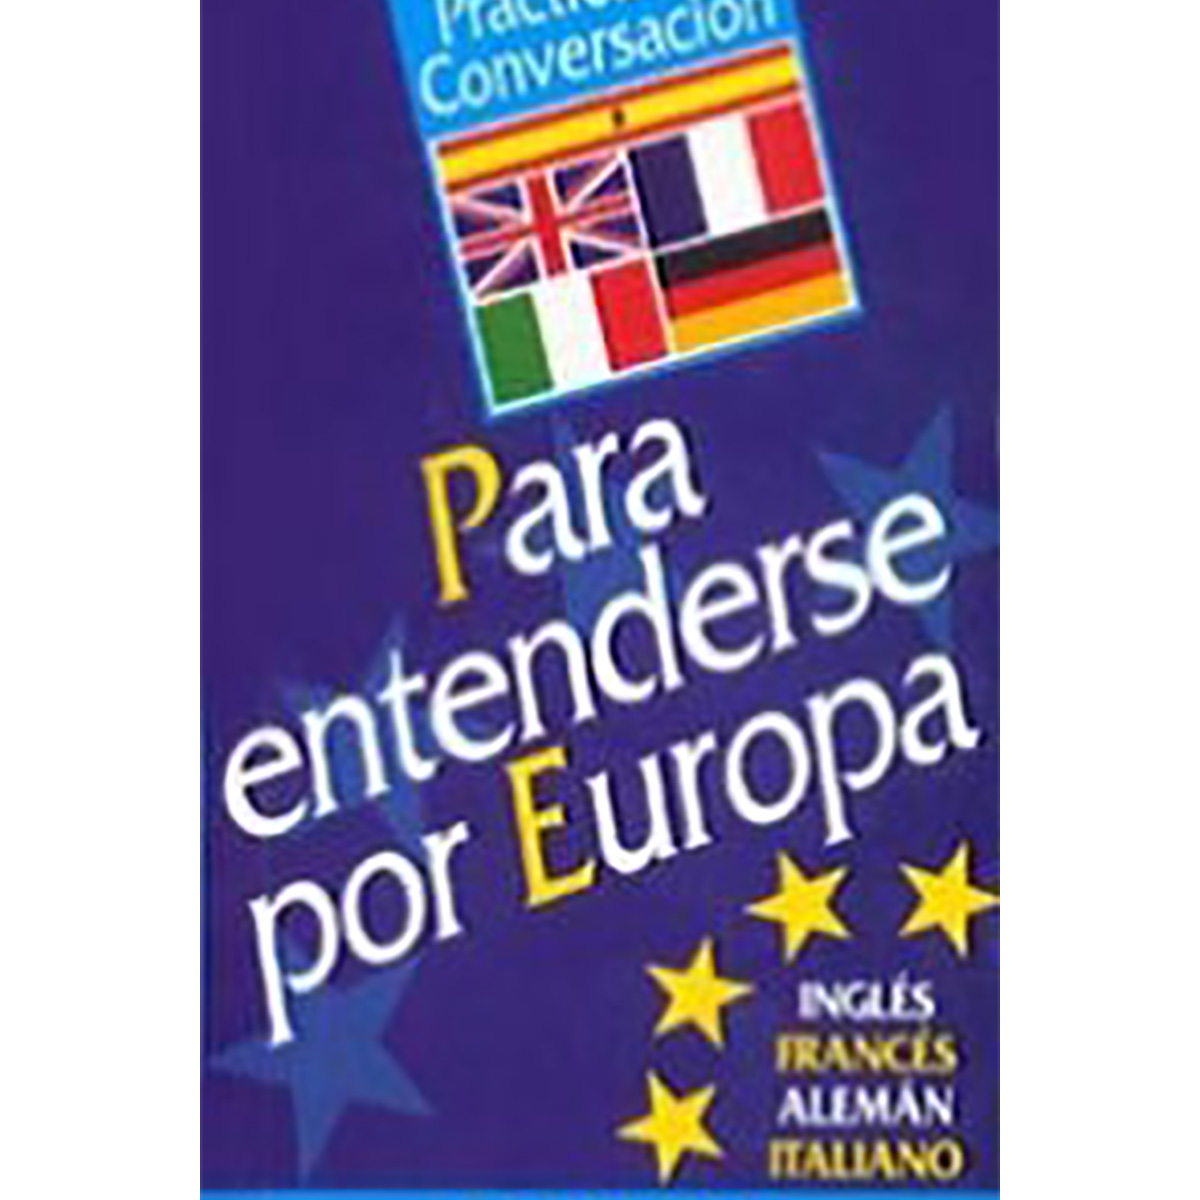 Conversación
Para
entenderse
por Europa
INGLÉS
FRANCÉS
ALEMÁN
ITALIANO